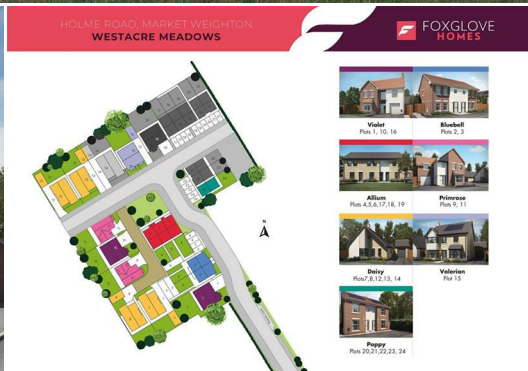 HOLME ROAD, MARKET WEIGHTON
WESTACRE MEADOWS
FOXGLOVE
HOMES
Violet
Plots 1, 10, 16
Bluebell
Plots 2, 3
Allium
Plots 4,5,6,17,18, 19
Primrose
Plots 9, 11
Daisy
Plots7,8,12,13, 14
Valerian
Plot 15
Poppy
Plots 20,21,22,23, 24
N